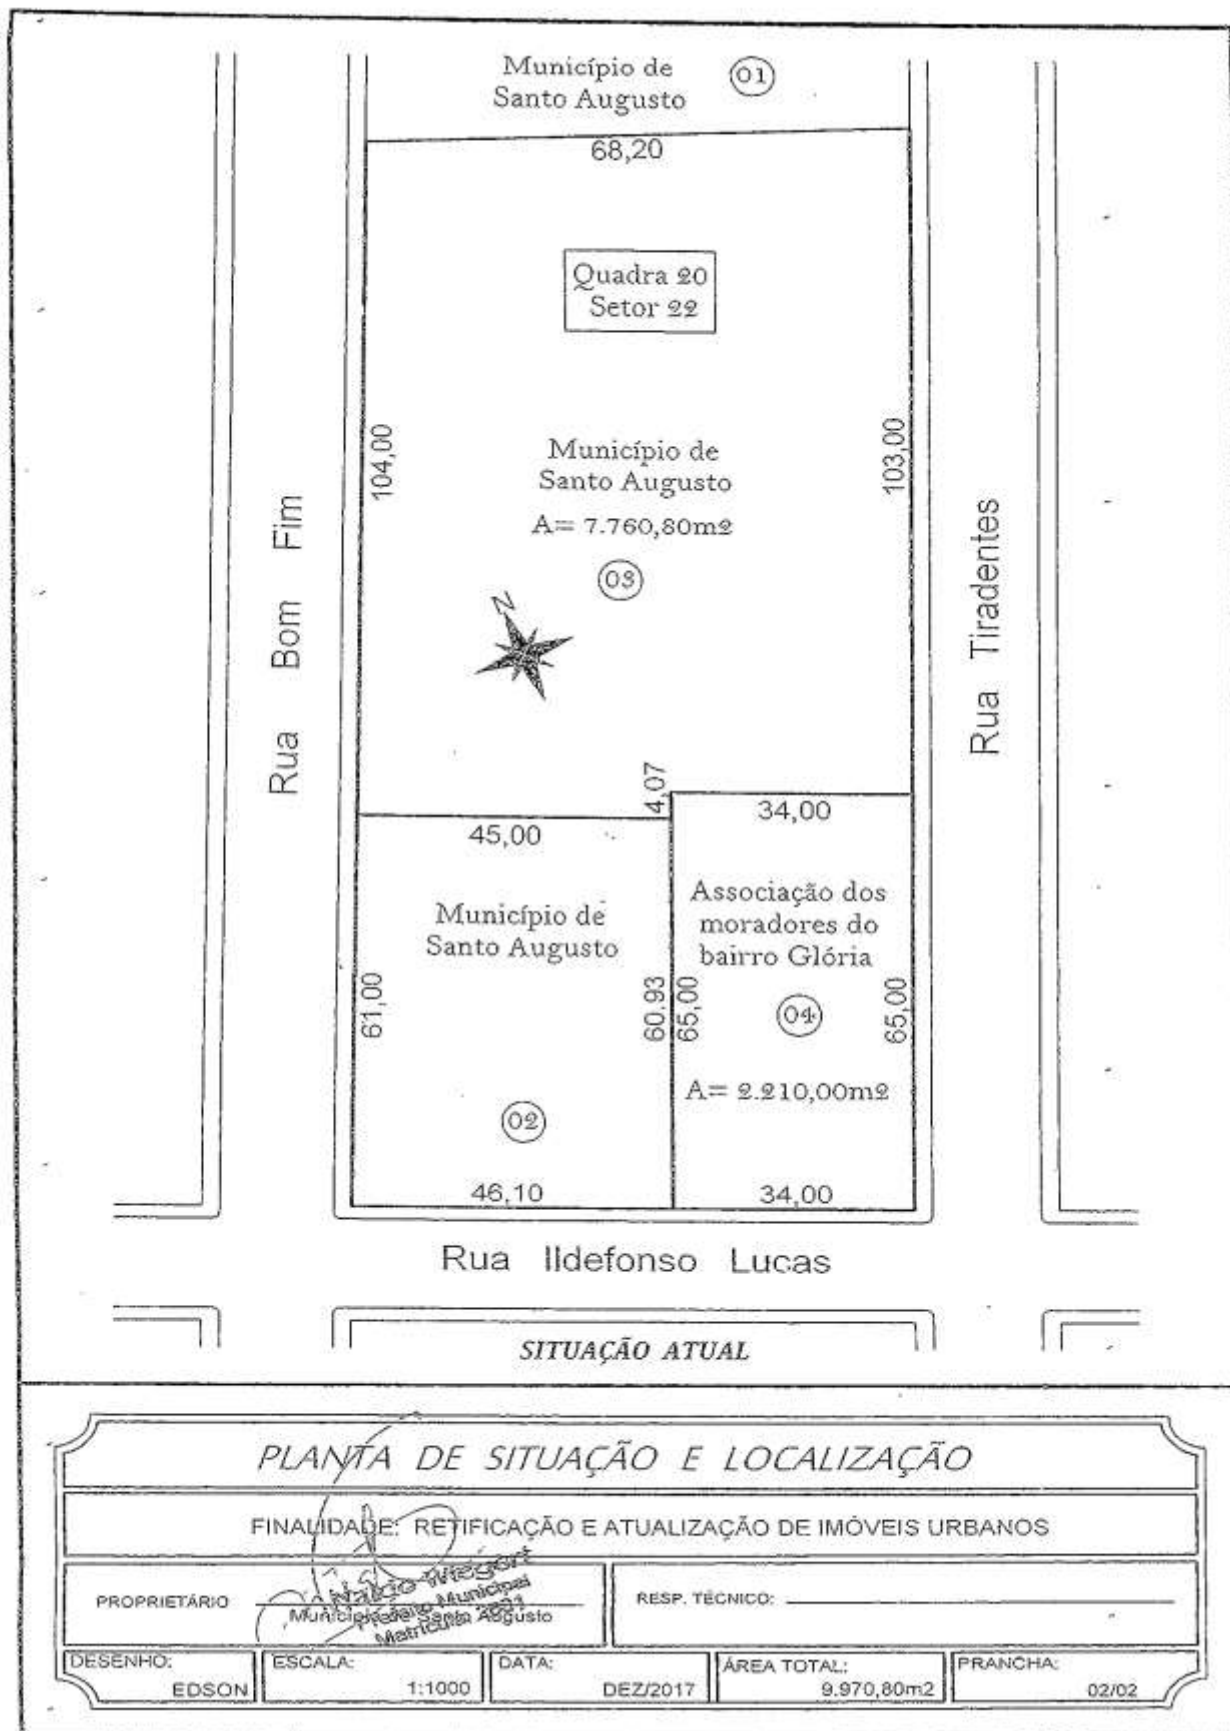 Município de
Santo Augusto
01
68,20
Quadra 20
Setor 22
104,00
103,00
Município de
Santo Augusto
A= 7.760,80m2
03
N
Rua Bom Fim
Rua Tiradentes
4,07
34,00
45,00
Associação dos
moradores do
bairro Glória
Município de
Santo Augusto
61,00
60.93
65,00
65,00
04
A= 2.210,00m2
02
46,10
34,00
Rua Ildefonso Lucas
SITUAÇÃO ATUAL
PLANTA DE SITUAÇÃO E LOCALIZAÇÃO
FINALIDADE: RETIFICAÇÃO E ATUALIZAÇÃO DE IMÓVEIS URBANOS
PROPRIETÁRIO
Naldo Wiegert
Prefeito Municipal
Município de Santo Augusto
Matrícula
RESP. TÉCNICO:
DESENHO:
EDSON
ESCALA:
1:1000
DATA:
DEZ/2017
ÁREA TOTAL:
9.970,80m2
PRANCHA:
02/02